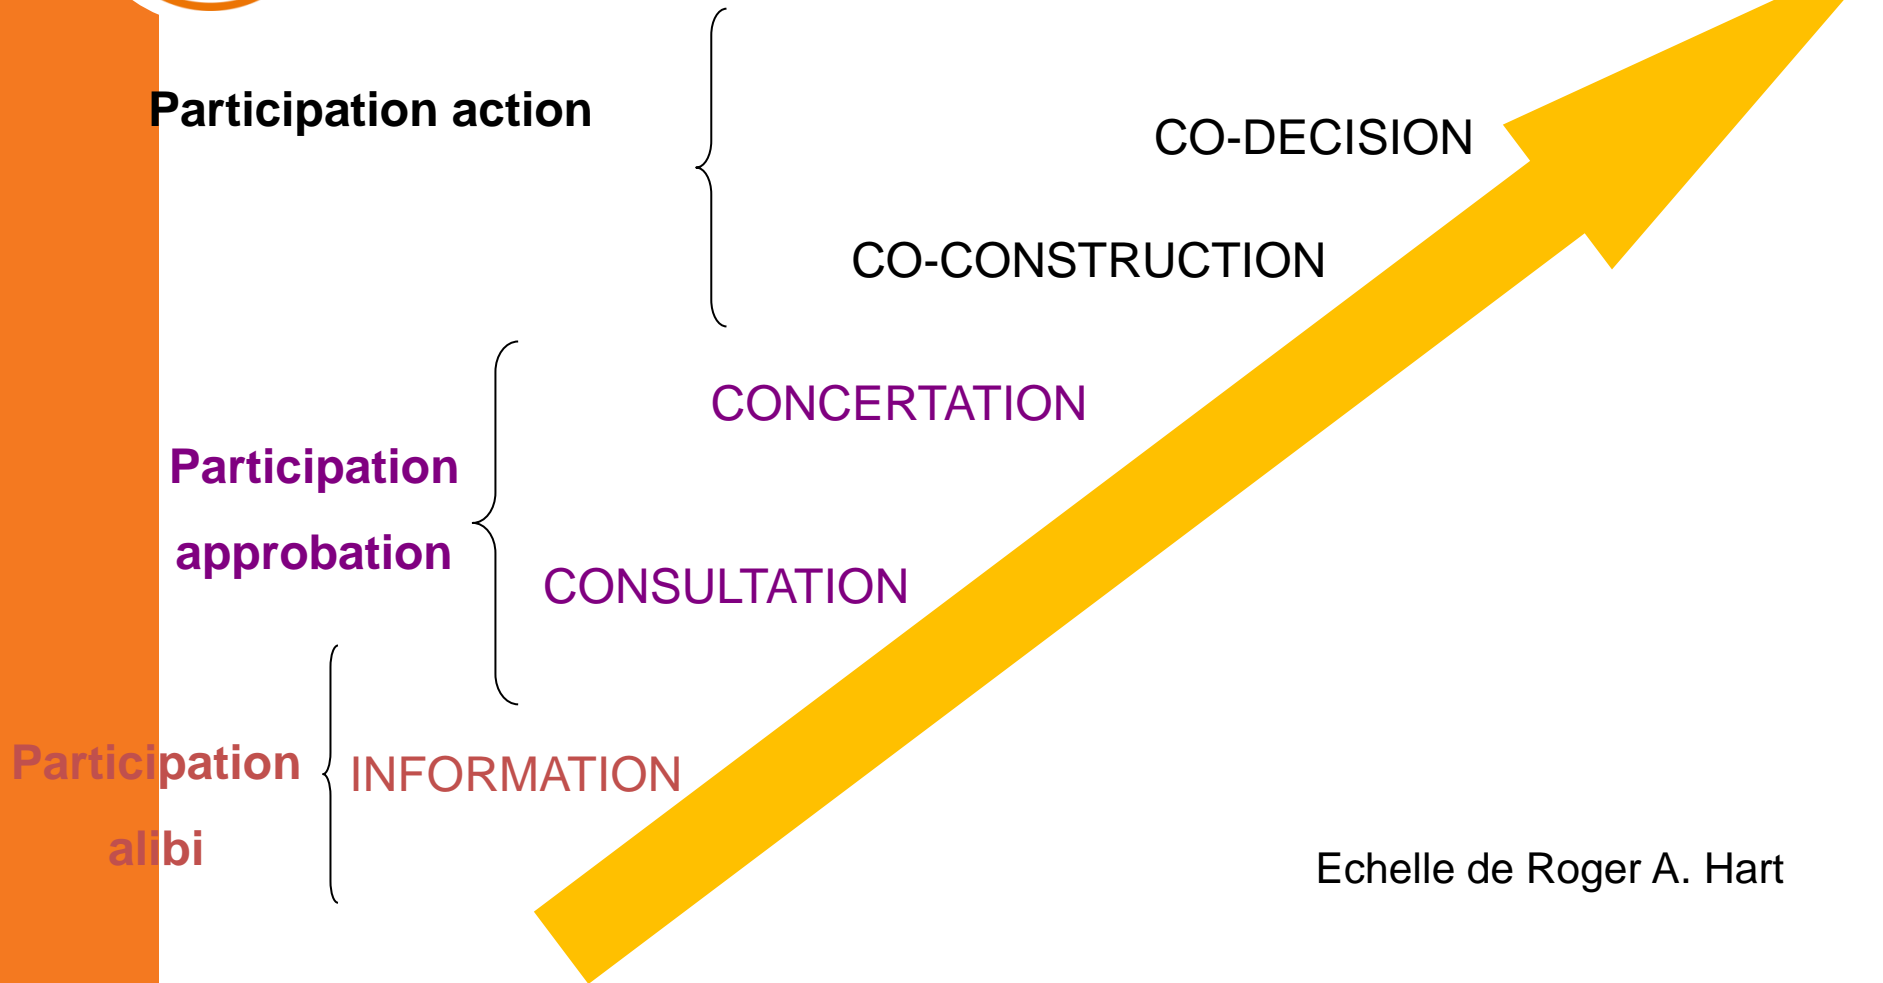 Participation action
CO-DECISION
CO-CONSTRUCTION
CONCERTATION
Participation
approbation
CONSULTATION
Participation
alibi
INFORMATION
Echelle de Roger A. Hart